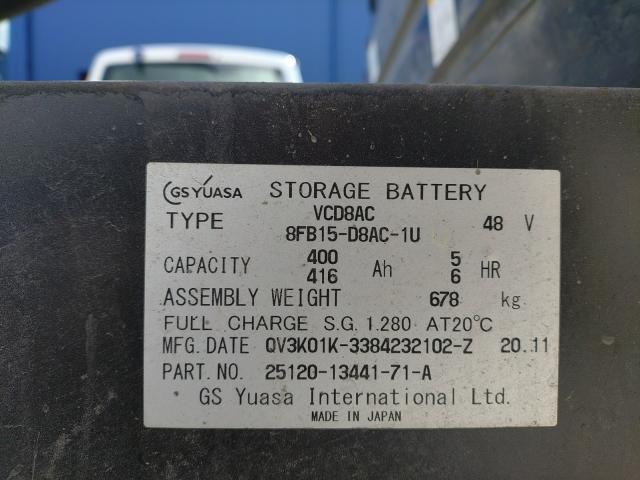 GS YUASA STORAGE BATTERY
TYPE VCD8AC 48 V
8FB15-D8AC-1U
CAPACITY 400 Ah 5 HR
416 6
ASSEMBLY WEIGHT 678 kg
FULL CHARGE S.G. 1.280 AT20℃
MFG. DATE QV3K01K-3384232102-Z 20.11
PART. NO. 25120-13441-71-A
GS Yuasa International Ltd.
MADE IN JAPAN